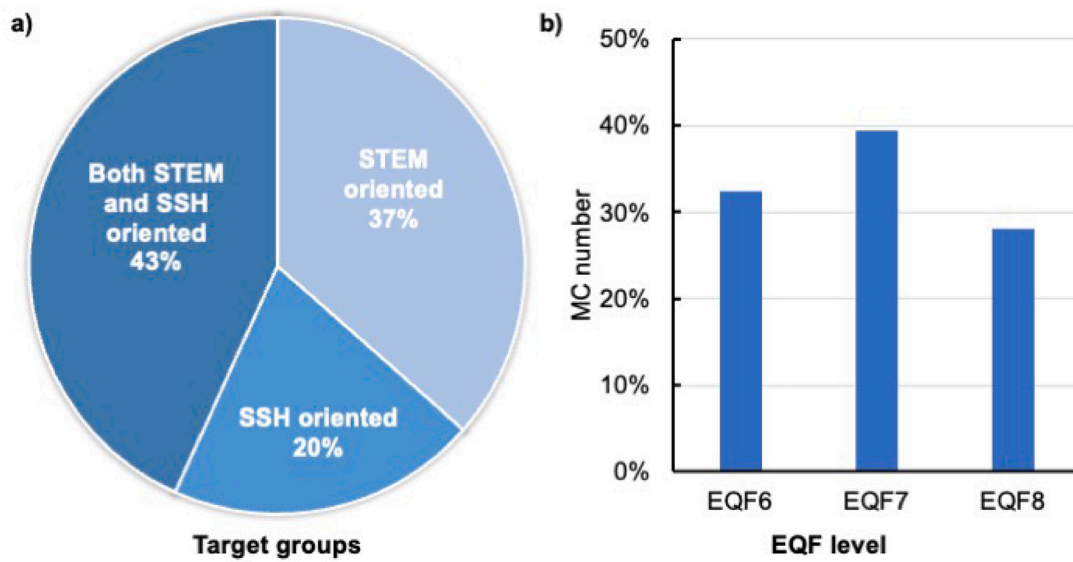 a)
Both STEM
and SSH
oriented
43%
STEM
oriented
37%
SSH oriented
20%
Target groups
b)
50%
40%
30%
20%
10%
0%
MC number
EQF6 EQF7 EQF8
EQF level